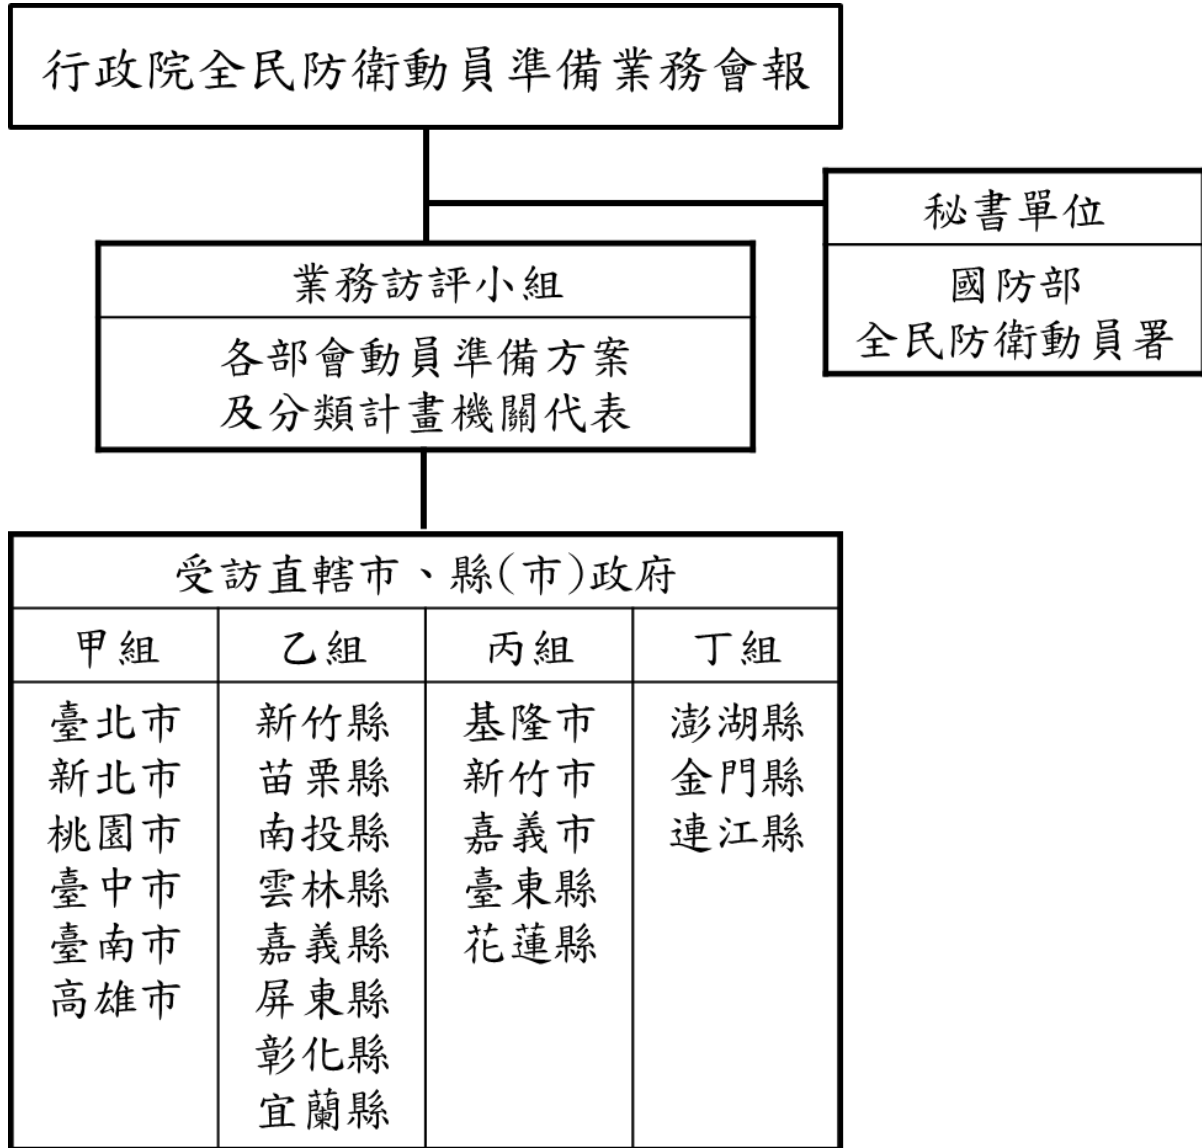 行政院全民防衛動員準備業務會報
秘書單位
國防部
全民防衛動員署
業務訪評小組
各部會動員準備方案
及分類計畫機關代表
受訪直轄市、縣(市)政府
甲組
臺北市
新北市
桃園市
臺中市
臺南市
高雄市
乙組
新竹縣
苗栗縣
南投縣
雲林縣
嘉義縣
屏東縣
彰化縣
宜蘭縣
丙組
基隆市
新竹市
嘉義市
臺東縣
花蓮縣
丁組
澎湖縣
金門縣
連江縣